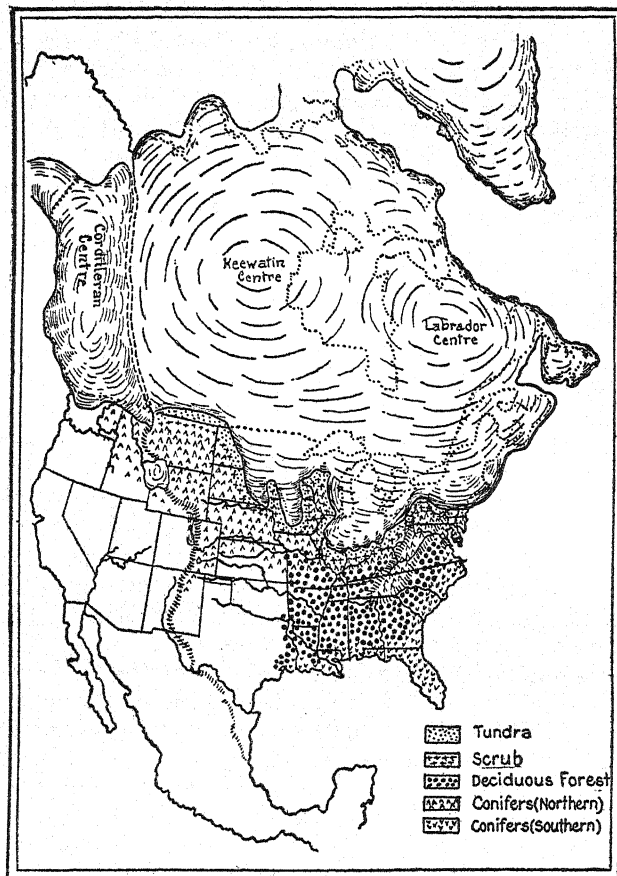 Cordilleran
Centre
Keewatin
Centre
Labrador
Centre
Tundra
Scrub
Deciduous Forest
Conifers (Northern)
Conifers (Southern)